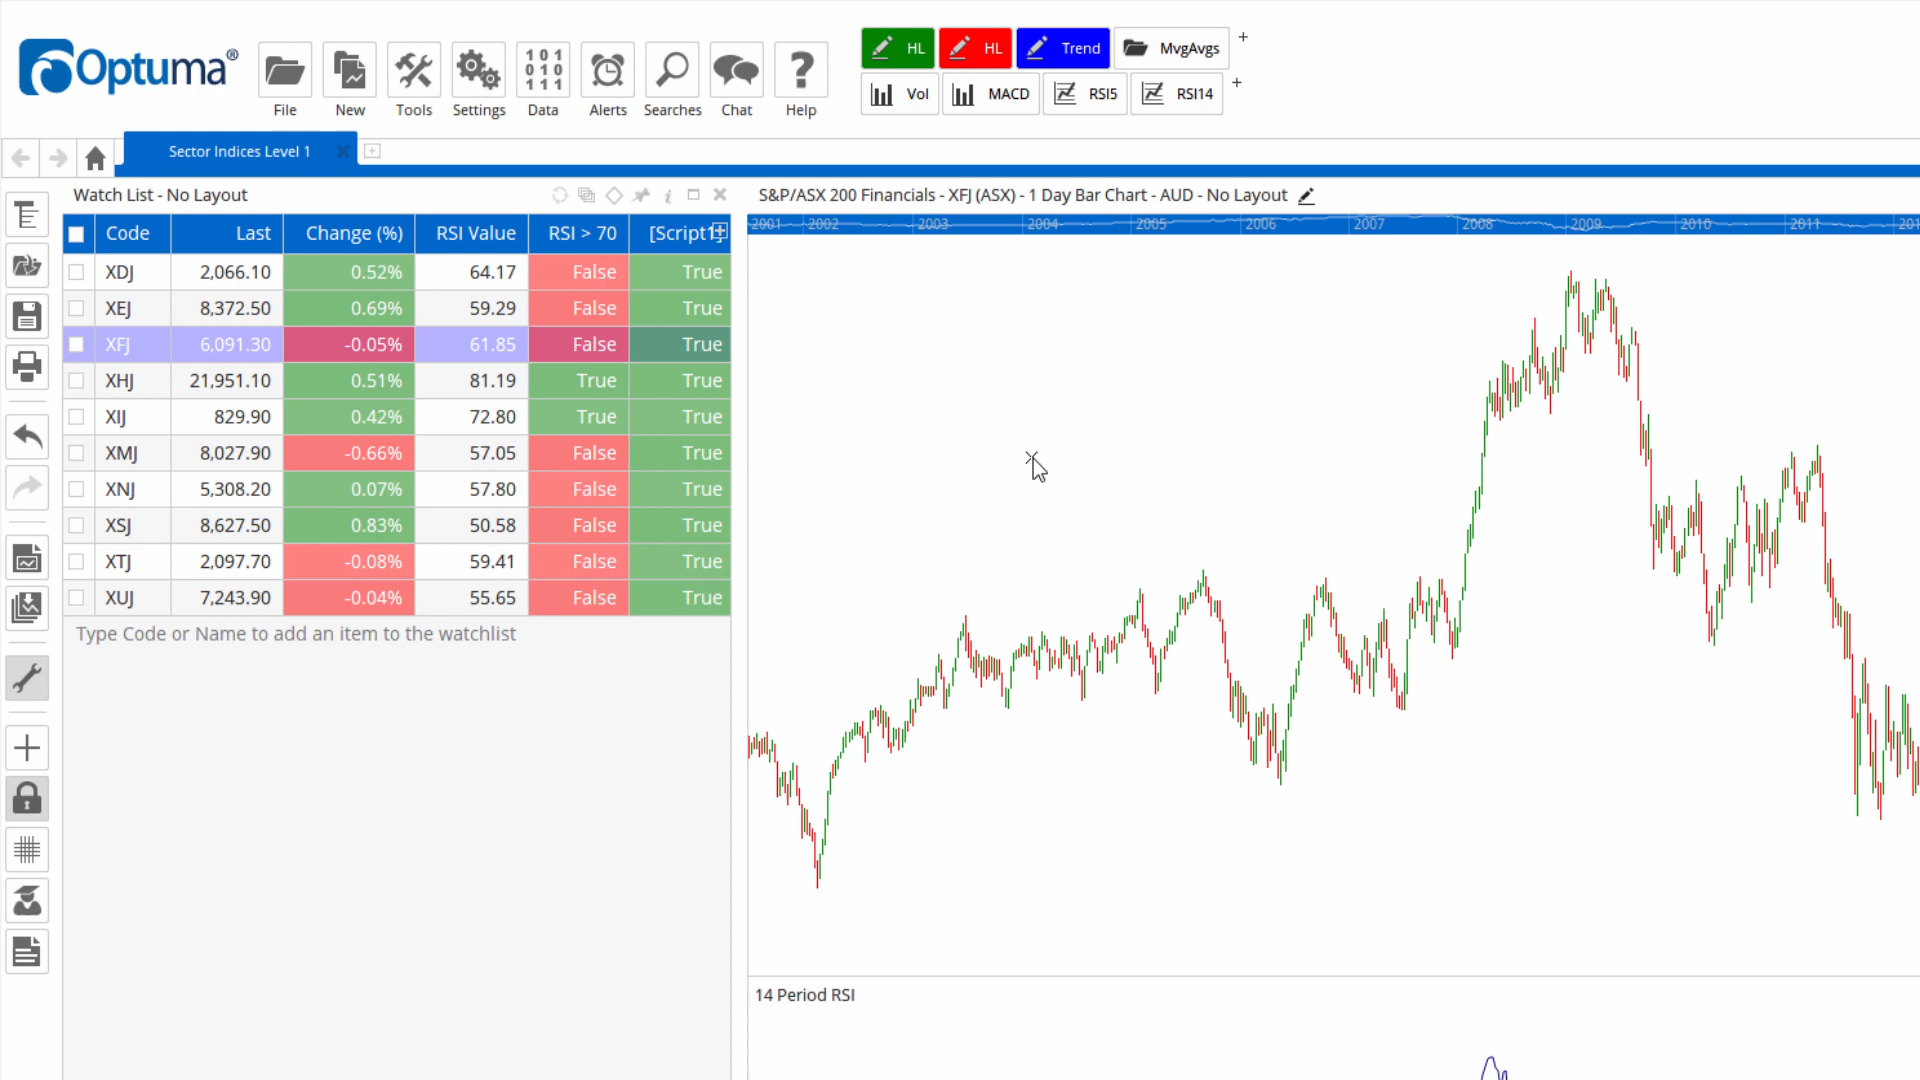 Optuma®
File
New
Tools
Settings
101
010
111
Data
Alerts
Searches
Chat
?
Help
HL
HL
Trend
MvgAvgs
+
Vol
MACD
RSI5
RSI14
+
Sector Indices Level 1
Watch List - No Layout
Code Last Change (%) RSI Value RSI > 70 [Script1]
XDJ 2,066.10 0.52% 64.17 False True
XEJ 8,372.50 0.69% 59.29 False True
XFJ 6,091.30 -0.05% 61.85 False True
XHJ 21,951.10 0.51% 81.19 True True
XIJ 829.90 0.42% 72.80 True True
XMJ 8,027.90 -0.66% 57.05 False True
XNJ 5,308.20 0.07% 57.80 False True
XSJ 8,627.50 0.83% 50.58 False True
XTJ 2,097.70 -0.08% 59.41 False True
XUJ 7,243.90 -0.04% 55.65 False True
Type Code or Name to add an item to the watchlist
S&P/ASX 200 Financials - XFJ (ASX) - 1 Day Bar Chart - AUD - No Layout
2001 2002 2003 2004 2005 2006 2007 2008 2009 2010 2011 201
14 Period RSI